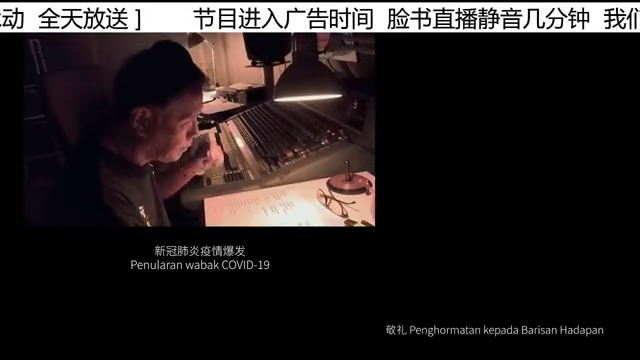 动 全天放送 ] 节目进入广告时间 脸书直播静音几分钟 我们
新冠肺炎疫情爆发
Penularan wabak COVID-19
敬礼 Penghormatan kepada Barisan Hadapan